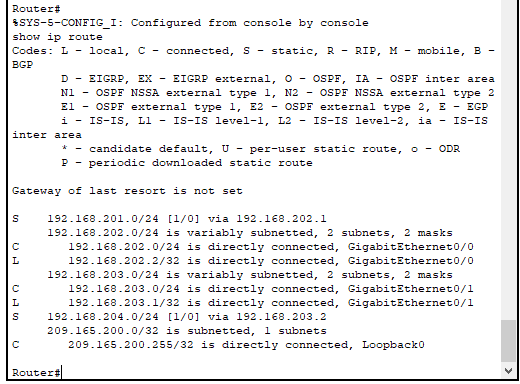 Router#
%SYS-5-CONFIG_I: Configured from console by console
show ip route
Codes: L - local, C - connected, S - static, R - RIP, M - mobile, B -
BGP
D - EIGRP, EX - EIGRP external, O - OSPF, IA - OSPF inter area
N1 - OSPF NSSA external type 1, N2 - OSPF NSSA external type 2
E1 - OSPF external type 1, E2 - OSPF external type 2, E - EGP
i - IS-IS, L1 - IS-IS level-1, L2 - IS-IS level-2, ia - IS-IS
inter area
* - candidate default, U - per-user static route, o - ODR
P - periodic downloaded static route
Gateway of last resort is not set
S 192.168.201.0/24 [1/0] via 192.168.202.1
192.168.202.0/24 is variably subnetted, 2 subnets, 2 masks
C 192.168.202.0/24 is directly connected, GigabitEthernet0/0
L 192.168.202.2/32 is directly connected, GigabitEthernet0/0
192.168.203.0/24 is variably subnetted, 2 subnets, 2 masks
C 192.168.203.0/24 is directly connected, GigabitEthernet0/1
L 192.168.203.1/32 is directly connected, GigabitEthernet0/1
S 192.168.204.0/24 [1/0] via 192.168.203.2
209.165.200.0/32 is subnetted, 1 subnets
C 209.165.200.255/32 is directly connected, Loopback0
Router#